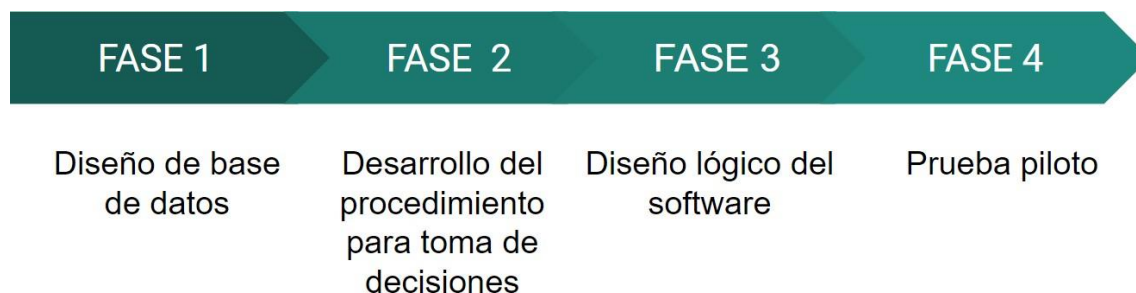 FASE 1
FASE 2
FASE 3
FASE 4
Diseño de base
de datos
Desarrollo del
procedimiento
para toma de
decisiones
Diseño lógico del
software
Prueba piloto